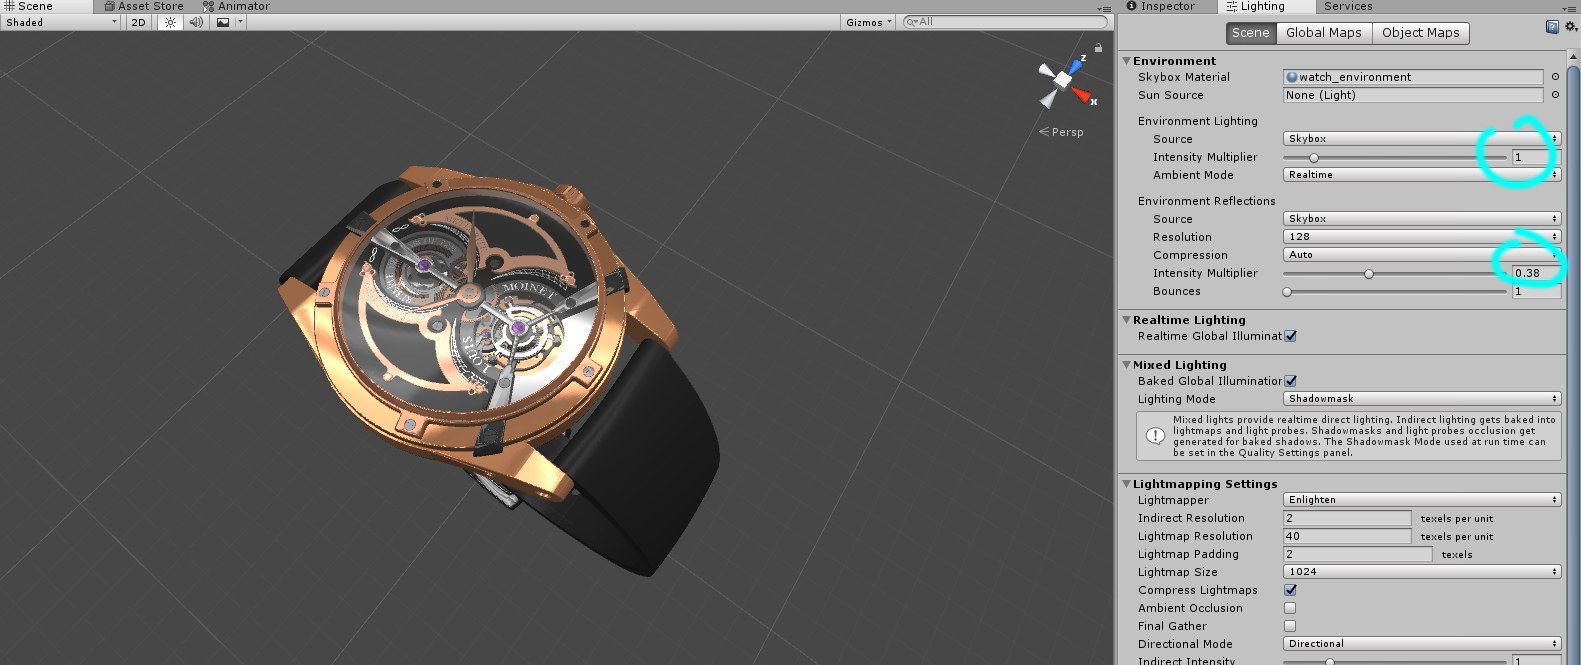 Scene
Asset Store
Animator
Shaded
2D
Gizmos
All
z
x
Persp
MOINET
LOUIS
Inspector
Lighting
Services
Scene
Global Maps
Object Maps
Environment
Skybox Material
watch_environment
Sun Source
None (Light)
Environment Lighting
Source
Skybox
Intensity Multiplier
1
Ambient Mode
Realtime
Environment Reflections
Source
Skybox
Resolution
128
Compression
Auto
Intensity Multiplier
0.38
Bounces
1
Realtime Lighting
Realtime Global Illuminat
Mixed Lighting
Baked Global Illumination
Lighting Mode
Shadowmask
Mixed lights provide realtime direct lighting. Indirect lighting gets baked into
lightmaps and light probes. Shadowmasks and light probes occlusion get
generated for baked shadows. The Shadowmask Mode used at run time can
be set in the Quality Settings panel.
Lightmapping Settings
Lightmapper
Enlighten
Indirect Resolution
2
texels per unit
Lightmap Resolution
40
texels per unit
Lightmap Padding
2
texels
Lightmap Size
1024
Compress Lightmaps
Ambient Occlusion
Final Gather
Directional Mode
Directional
Indirect Intensity
1